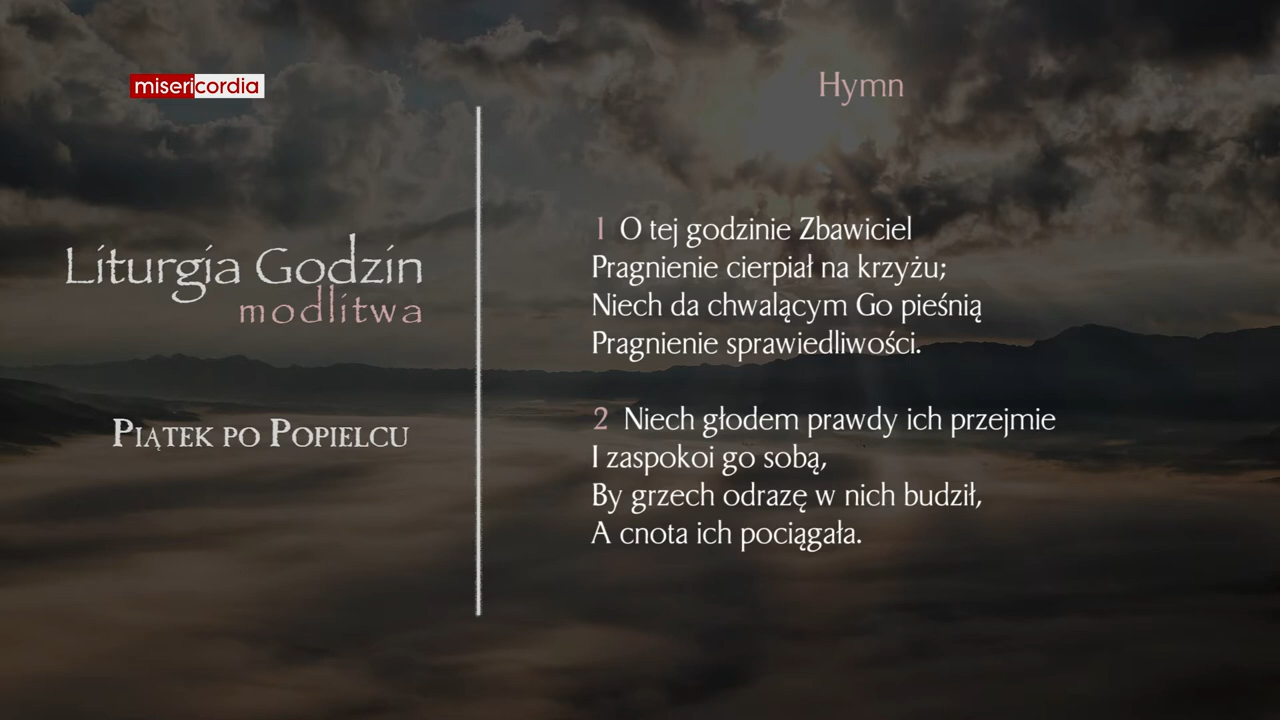 misericordia
Liturgia Godzin
modlitwa
Piątek po Popielcu
Hymn
1 O tej godzinie Zbawiciel
Pragnienie cierpiał na krzyżu;
Niech da chwalącym Go pieśnią
Pragnienie sprawiedliwości.
2 Niech głodem prawdy ich przejmie
I zaspokoi go sobą,
By grzech odrazę w nich budził,
A cnota ich pociągała.